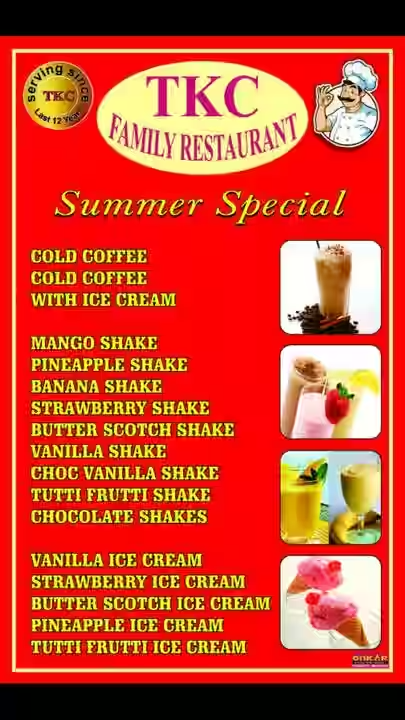 serving since
TKC
Last 12 Year
TKC
FAMILY RESTAURANT
Summer Special
COLD COFFEE
COLD COFFEE
WITH ICE CREAM
MANGO SHAKE
PINEAPPLE SHAKE
BANANA SHAKE
STRAWBERRY SHAKE
BUTTER SCOTCH SHAKE
VANILLA SHAKE
CHOC VANILLA SHAKE
TUTTI FRUTTI SHAKE
CHOCOLATE SHAKES
VANILLA ICE CREAM
STRAWBERRY ICE CREAM
BUTTER SCOTCH ICE CREAM
PINEAPPLE ICE CREAM
TUTTI FRUTTI ICE CREAM